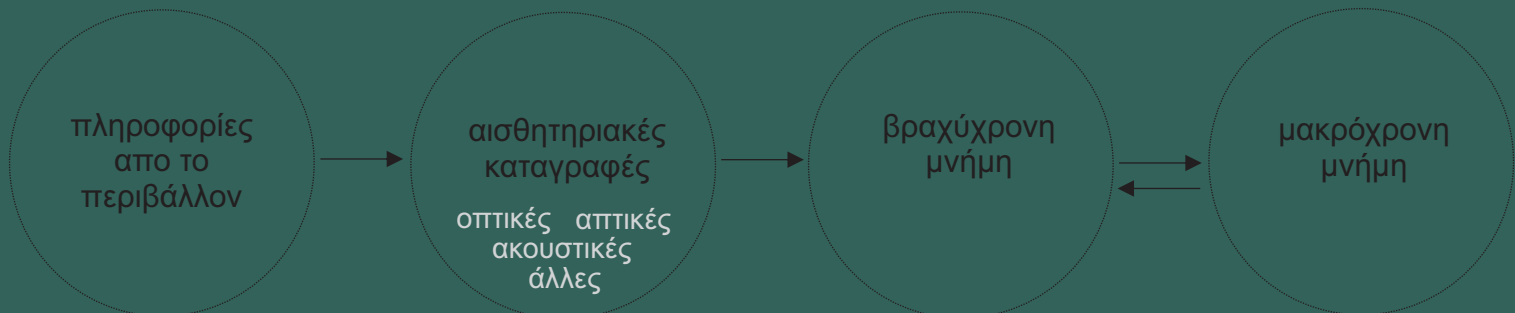 πληροφορίες
απο το
περιβάλλον
αισθητηριακές
καταγραφές
οπτικές απτικές
ακουστικές
άλλες
βραχύχρονη
μνήμη
μακρόχρονη
μνήμη